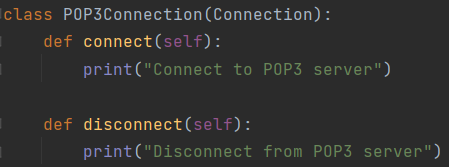 class POP3Connection(Connection):
    def connect(self):
        print("Connect to POP3 server")

    def disconnect(self):
        print("Disconnect from POP3 server")